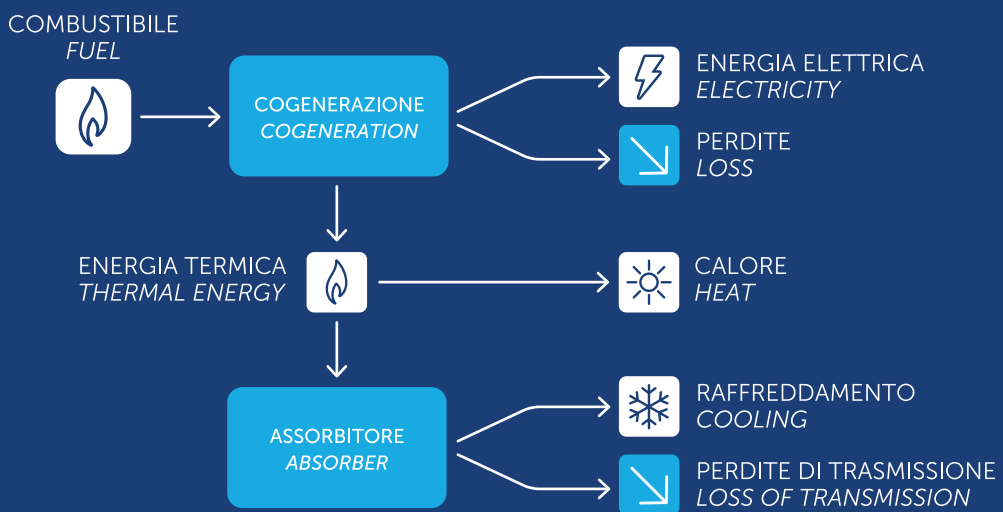 COMBUSTIBILE
FUEL
COGENERAZIONE
COGENERATION
ENERGIA ELETTRICA
ELECTRICITY
PERDITE
LOSS
ENERGIA TERMICA
THERMAL ENERGY
CALORE
HEAT
ASSORBITORE
ABSORBER
RAFFREDDAMENTO
COOLING
PERDITE DI TRASMISSIONE
LOSS OF TRANSMISSION